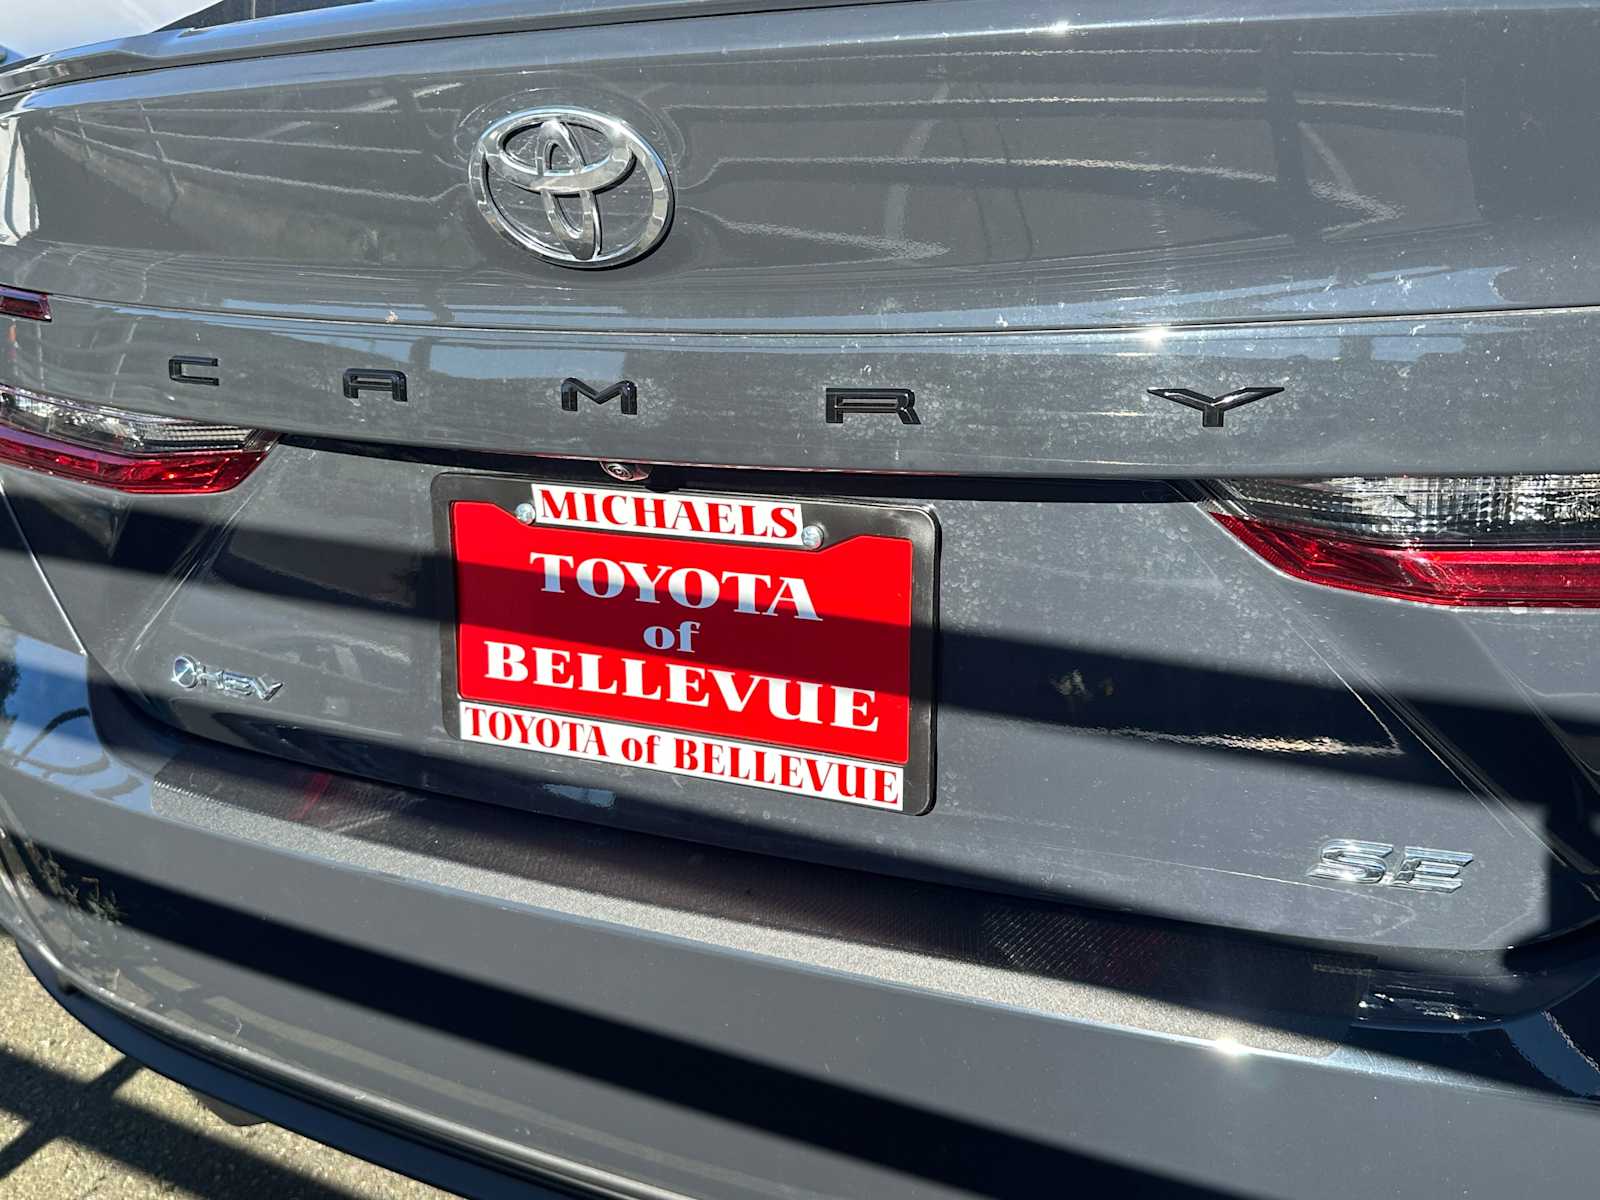 CAMRY
MICHAELS
TOYOTA
of
BELLEVUE
TOYOTA of BELLEVUE
HEV
SE